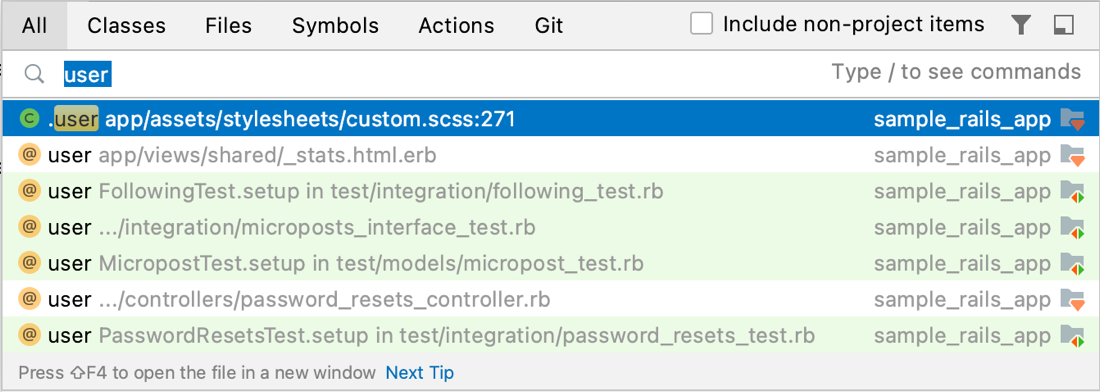 All Classes Files Symbols Actions Git Include non-project items
user Type / to see commands
C .user app/assets/stylesheets/custom.scss:271 sample_rails_app
@ user app/views/shared/_stats.html.erb sample_rails_app
@ user FollowingTest.setup in test/integration/following_test.rb sample_rails_app
@ user .../integration/microposts_interface_test.rb sample_rails_app
@ user MicropostTest.setup in test/models/micropost_test.rb sample_rails_app
@ user .../controllers/password_resets_controller.rb sample_rails_app
@ user PasswordResetsTest.setup in test/integration/password_resets_test.rb sample_rails_app
Press ⇧F4 to open the file in a new window Next Tip